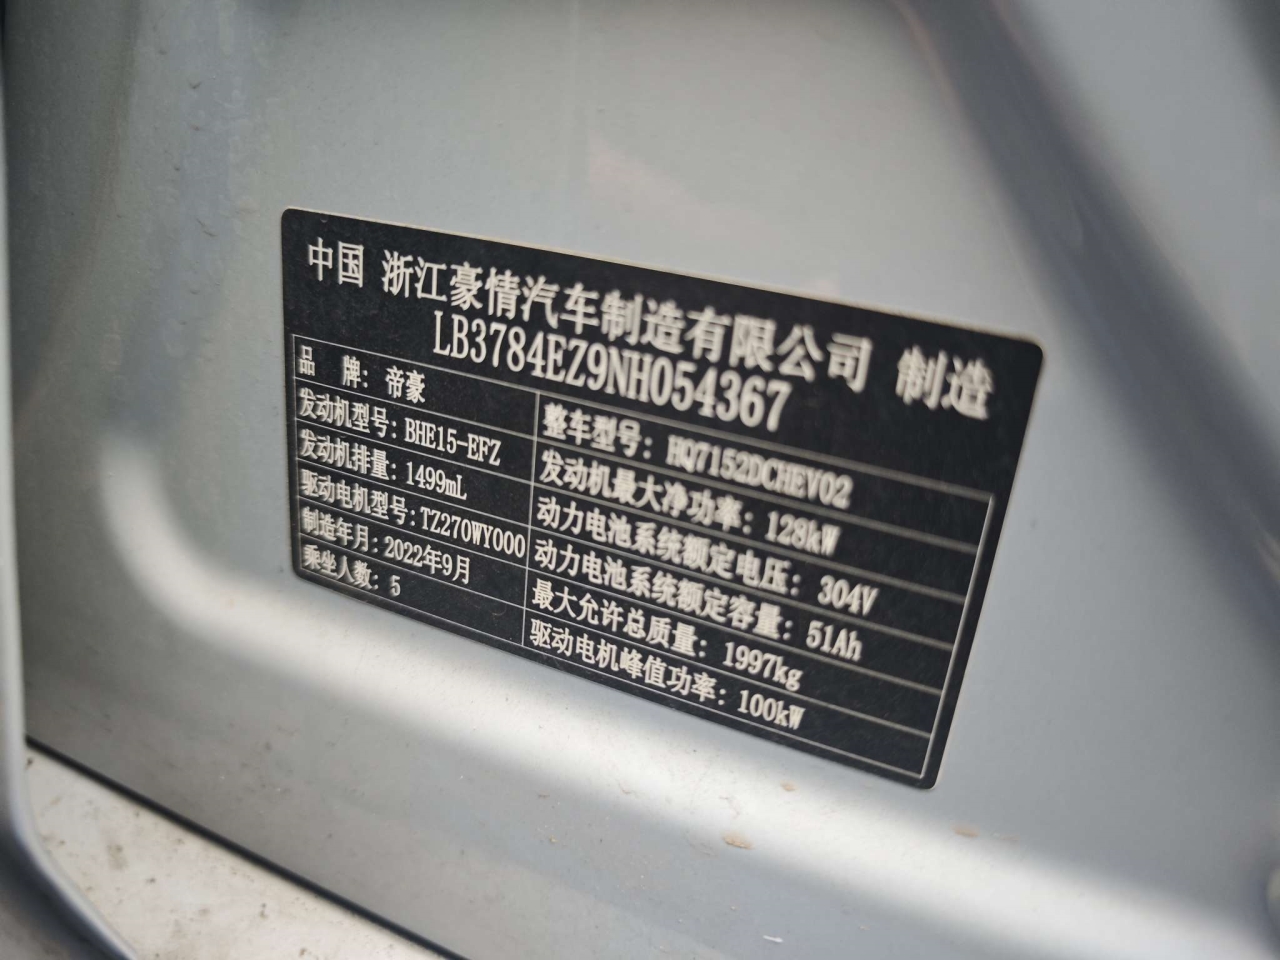 中国 浙江豪情汽车制造有限公司 制造
LB3784EZ9NH054367
品 牌: 帝豪
发动机型号: BHE15-EFZ
发动机排量: 1499mL
驱动电机型号: TZ270WY000
制造年月: 2022年9月
乘坐人数: 5
整车型号: HQ7152DCHEV02
发动机最大净功率: 128kW
动力电池系统额定电压: 304V
动力电池系统额定容量: 51Ah
最大允许总质量: 1997kg
驱动电机峰值功率: 100kW